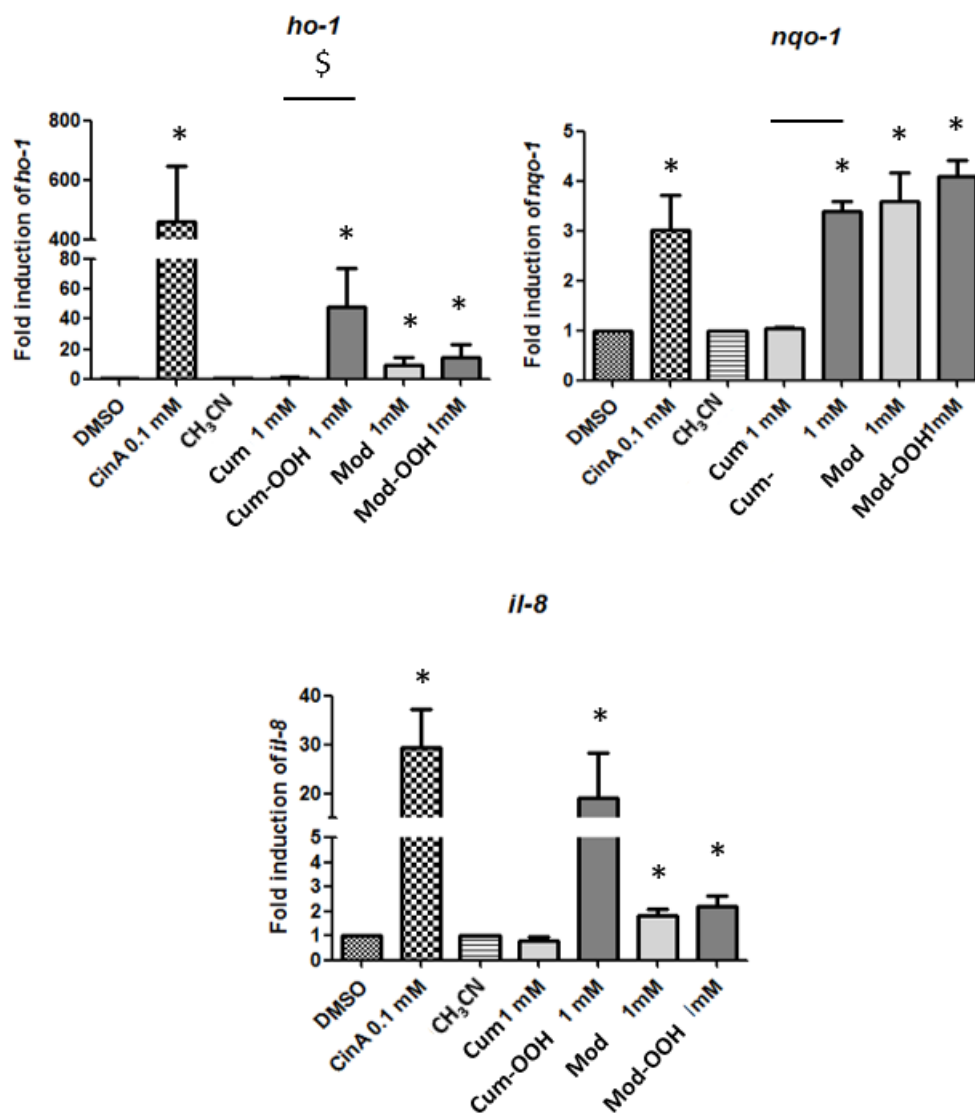 ho-1
$
Fold induction of ho-1
800
600
400
80
60
40
20
0
*
*
*
*
DMSO
CinA 0.1 mM
CH₃CN
Cum 1 mM
Cum-OOH 1 mM
Mod 1mM
Mod-OOH 1mM
nqo-1
Fold induction of nqo-1
5
4
3
2
1
0
*
*
*
*
DMSO
CinA 0.1 mM
CH₃CN
Cum 1 mM
Cum- 1 mM
Mod 1mM
Mod-OOH 1mM
il-8
Fold induction of il-8
40
30
20
5
4
3
2
1
0
*
*
*
*
DMSO
CinA 0.1 mM
CH₃CN
Cum 1 mM
Cum-OOH 1 mM
Mod 1mM
Mod-OOH /mM